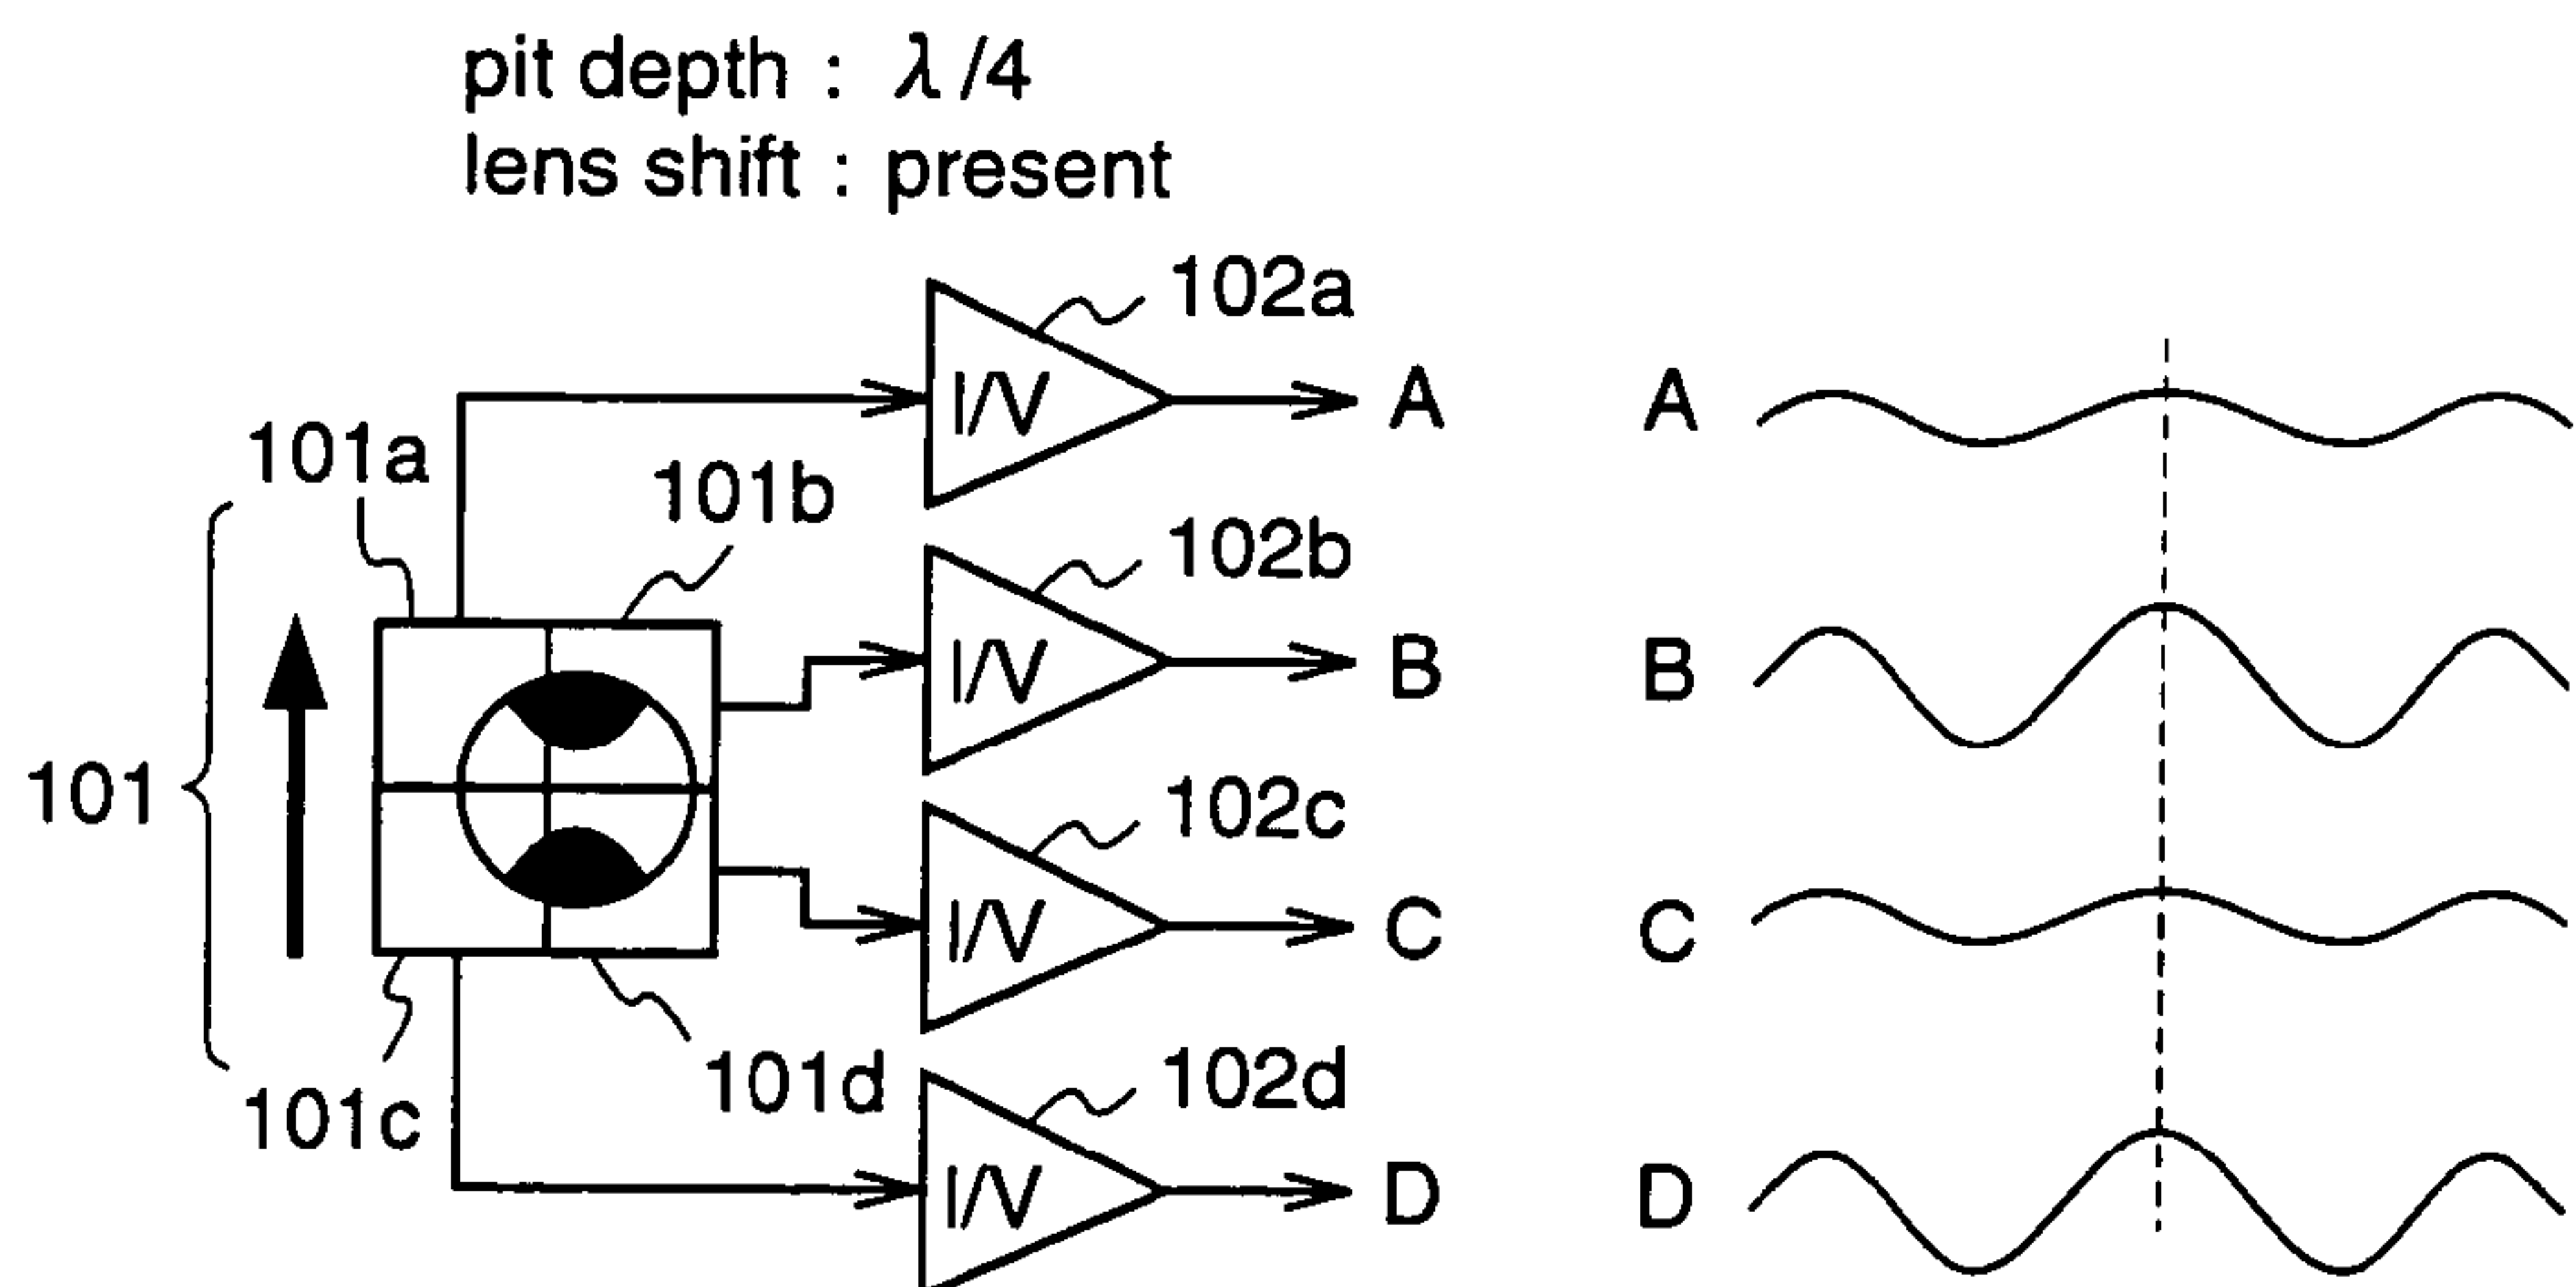 pit depth : λ/4
lens shift : present
102a
I/V
A
A
101a
101b
102b
I/V
B
B
101
102c
I/V
C
C
101c
101d
102d
I/V
D
D